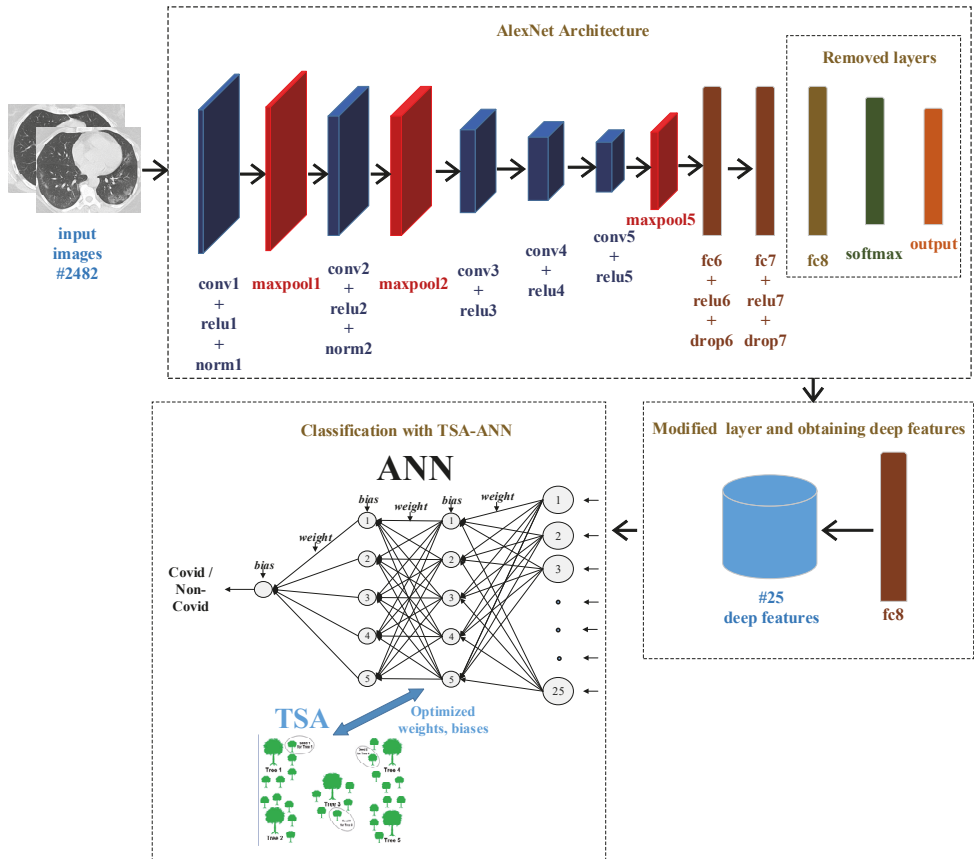 AlexNet Architecture
Removed layers
input
images
#2482
conv1
+
relu1
+
norm1
maxpool1
conv2
+
relu2
+
norm2
maxpool2
conv3
+
relu3
conv4
+
relu4
conv5
+
relu5
maxpool5
fc6
+
relu6
+
drop6
fc7
+
relu7
+
drop7
fc8
softmax
output
Modified layer and obtaining deep features
#25
deep features
fc8
Classification with TSA-ANN
ANN
bias
weight
bias
weight
weight
bias
1
2
3
4
5
1
2
3
4
5
1
2
3
25
Covid /
Non-
Covid
TSA
Optimized
weights, biases
Tree 1
for Tree 1
Tree 4
Tree 3
Tree 2
Tree 5